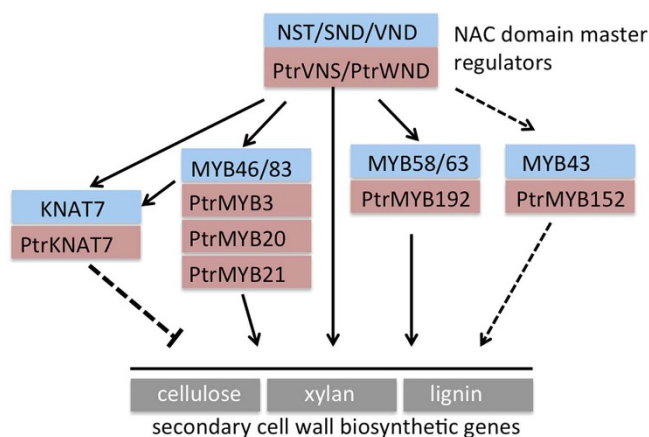 NST/SND/VND
PtrVNS/PtrWND
NAC domain master
regulators
MYB46/83
PtrMYB3
PtrMYB20
PtrMYB21
MYB58/63
PtrMYB192
MYB43
PtrMYB152
KNAT7
PtrKNAT7
cellulose
xylan
lignin
secondary cell wall biosynthetic genes